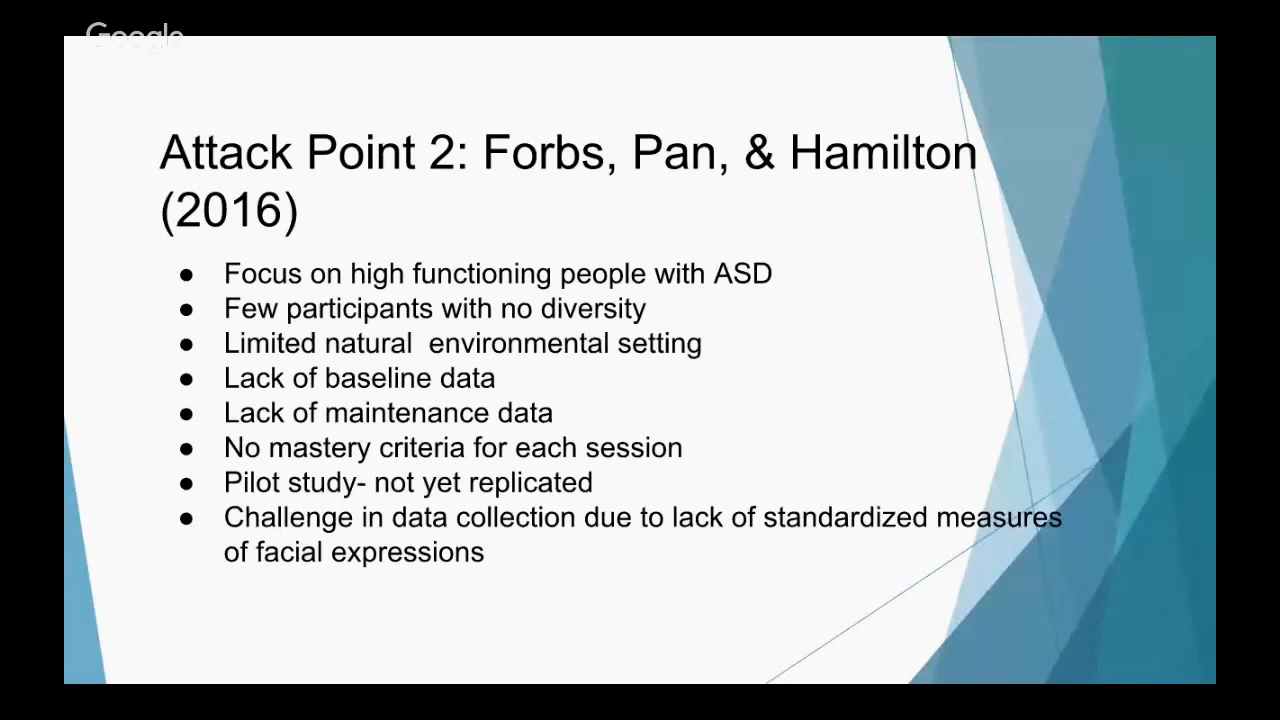 Google
Attack Point 2: Forbs, Pan, & Hamilton
(2016)
● Focus on high functioning people with ASD
● Few participants with no diversity
● Limited natural  environmental setting
● Lack of baseline data
● Lack of maintenance data
● No mastery criteria for each session
● Pilot study- not yet replicated
● Challenge in data collection due to lack of standardized measures
of facial expressions